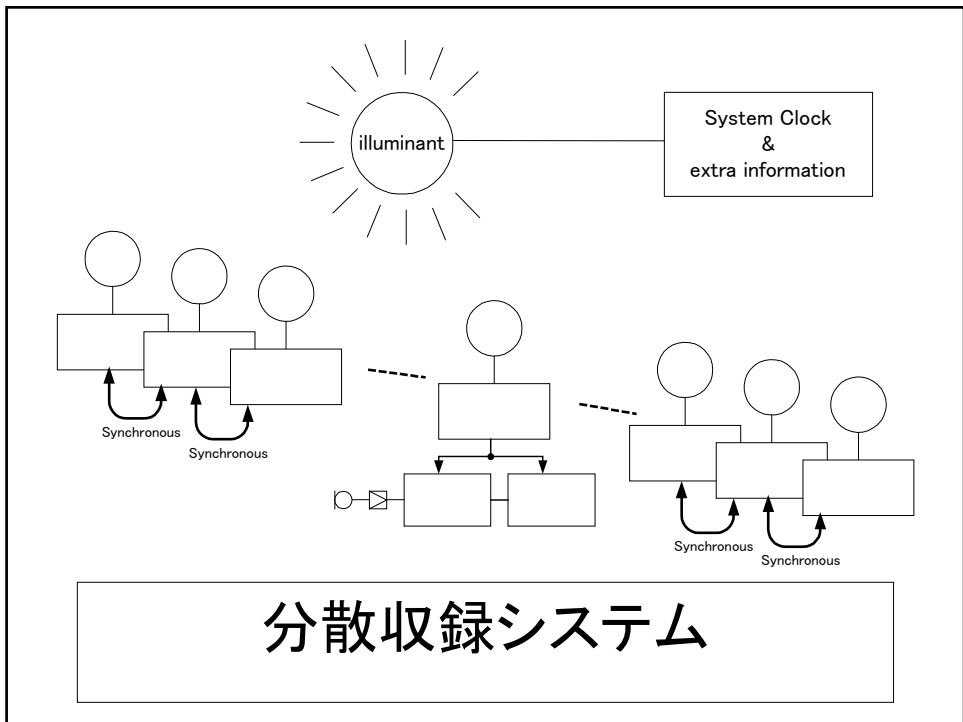 illuminant
System Clock
&
extra information
Synchronous
Synchronous
Synchronous
Synchronous
分散収録システム